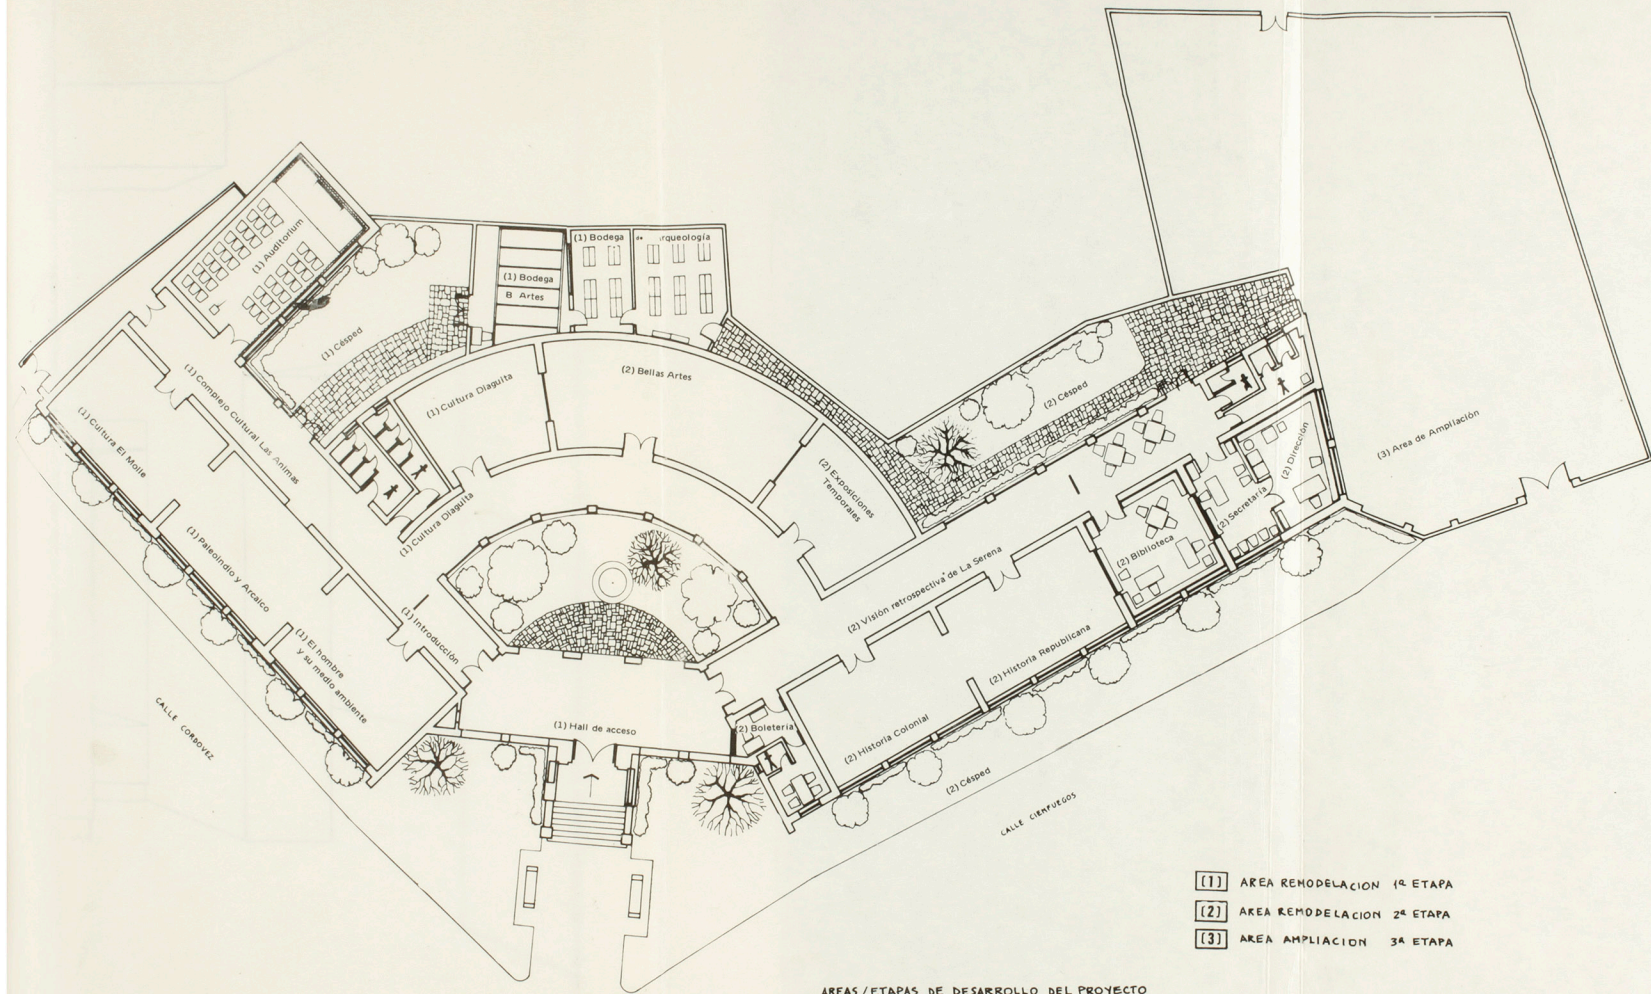 (1) Auditorium
(1) Césped
(1) Bodega
B Artes
(1) Bodega de rqueología
(1) Complejo Cultural Las Animas
(1) Cultura El Molle
(1) Cultura Diaguita
(2) Bellas Artes
(2) Exposiciones
Temporales
(2) Césped
(3) Area de Ampliación
(2) Dirección
(2) Secretaría
(2) Biblioteca
(1) Cultura Diaguita
(1) Paleoindio y Arcaico
(1) Introducción
(1) El hombre
y su medio ambiente
(2) Visión retrospectiva de La Serena
(2) Historia Republicana
(2) Historia Colonial
(1) Hall de acceso
(2) Boletería
(2) Césped
CALLE CORDOVEZ
CALLE CIENFUEGOS
(1) AREA REMODELACION 1ª ETAPA
(2) AREA REMODELACION 2ª ETAPA
(3) AREA AMPLIACION 3ª ETAPA
AREAS/ETAPAS DE DESARROLLO DEL PROYECTO